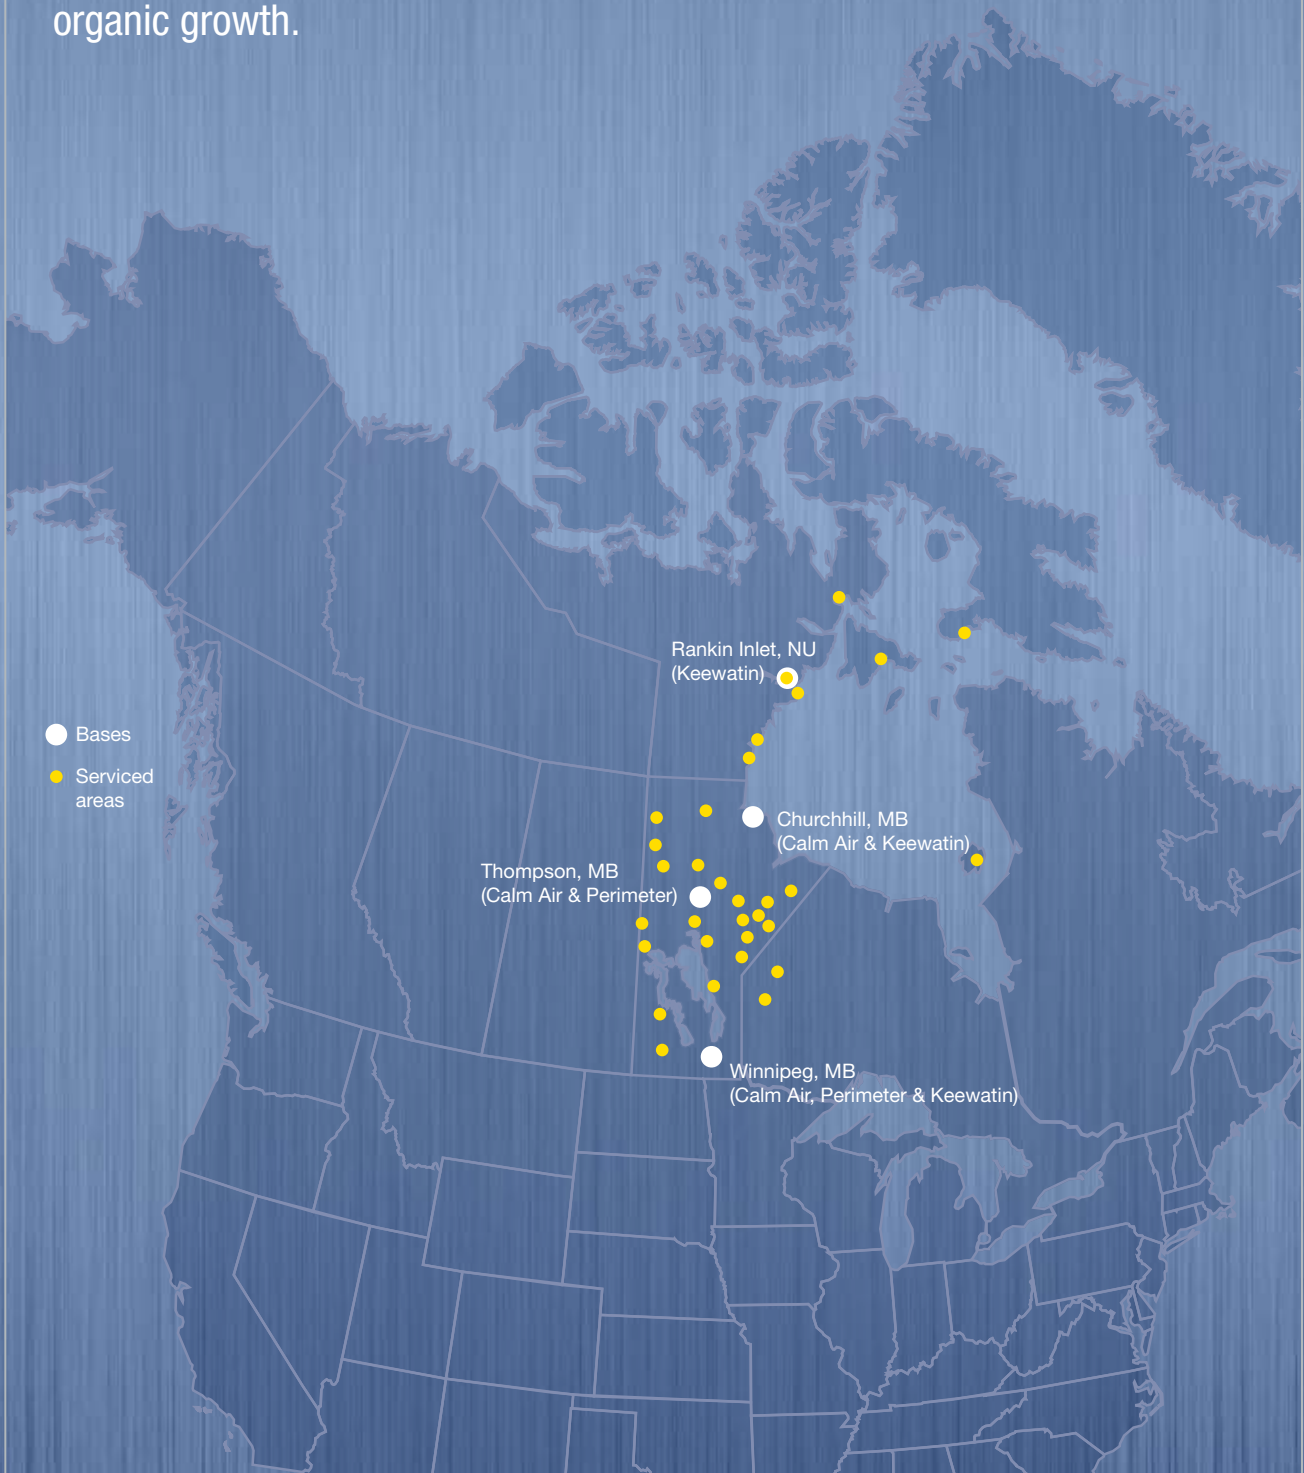 organic growth.
Rankin Inlet, NU
(Keewatin)
Bases
Serviced
areas
Churchhill, MB
(Calm Air & Keewatin)
Thompson, MB
(Calm Air & Perimeter)
Winnipeg, MB
(Calm Air, Perimeter & Keewatin)